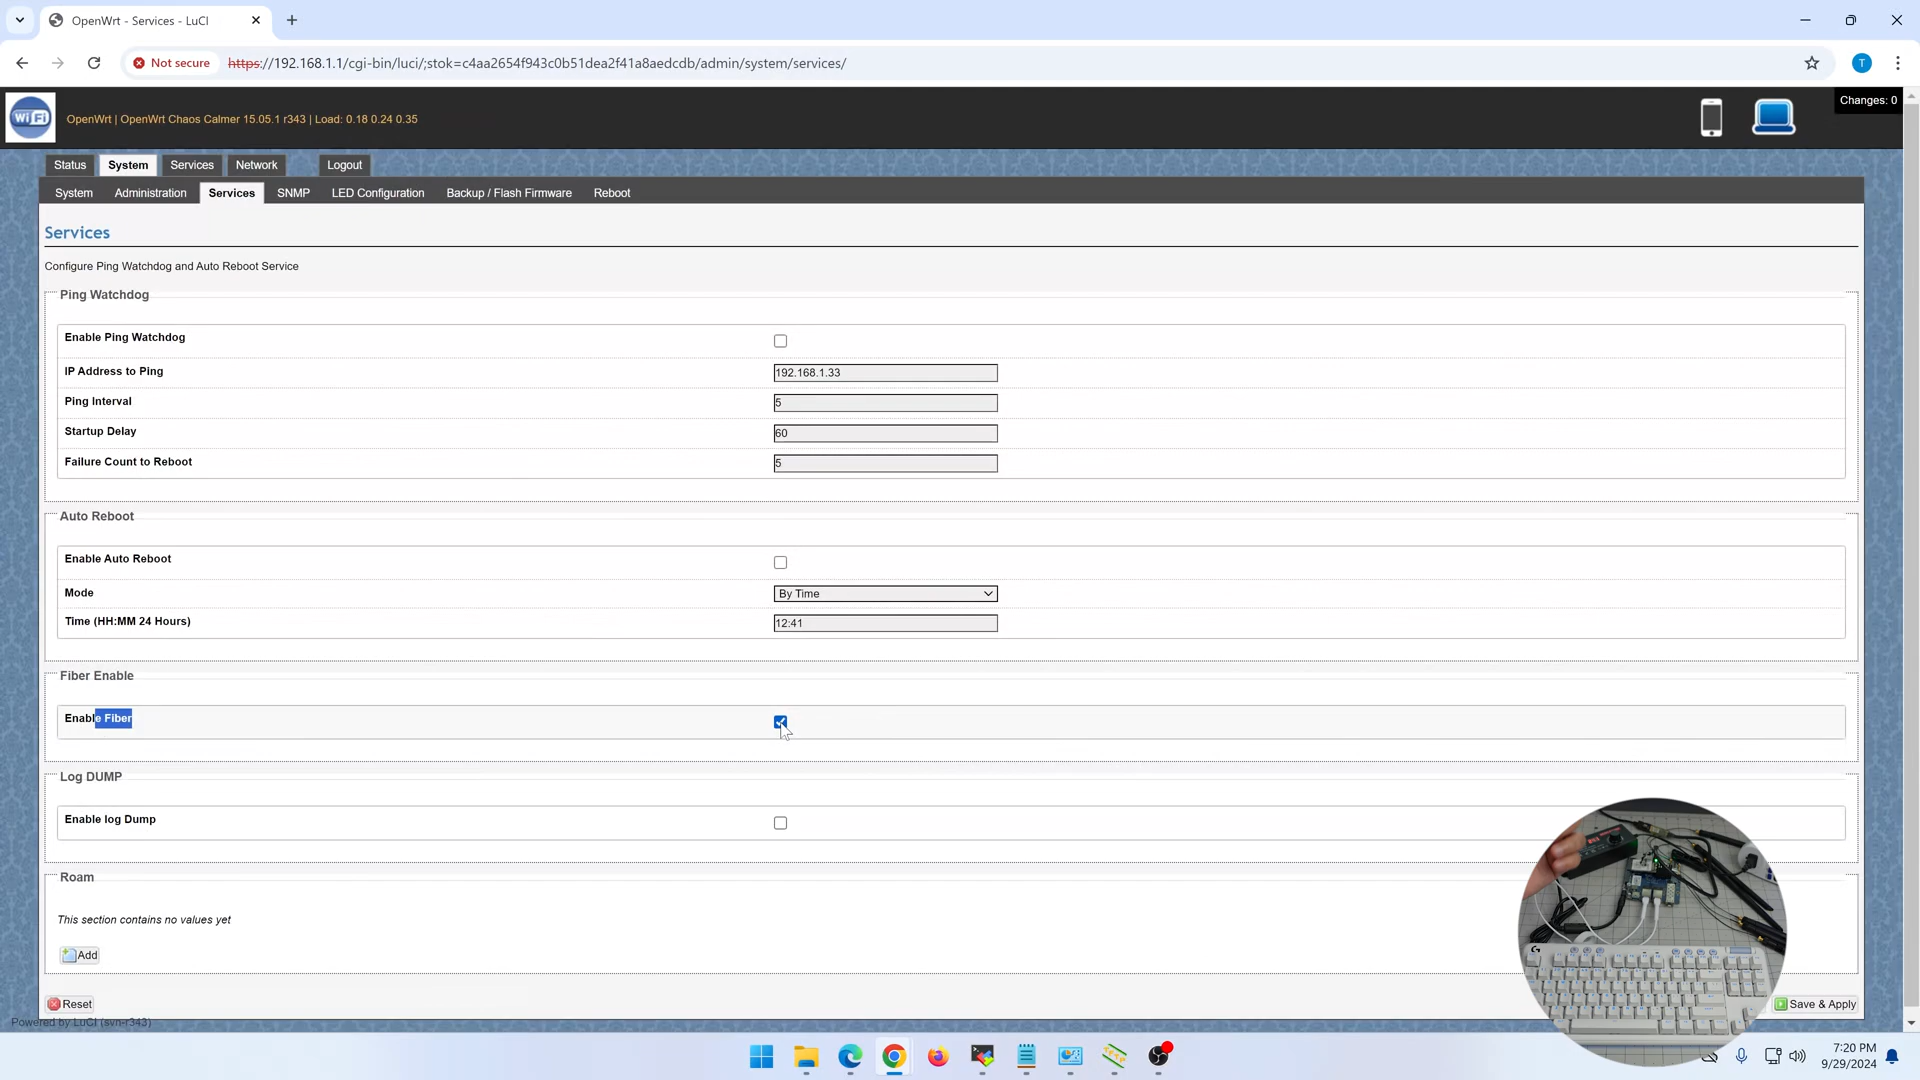 OpenWrt - Services - LuCI
Not secure
https://192.168.1.1/cgi-bin/luci/;stok=c4aa2654f943c0b51dea2f41a8aedcdb/admin/system/services/
T
WiFi
OpenWrt | OpenWrt Chaos Calmer 15.05.1 r343 | Load: 0.18 0.24 0.35
Changes: 0
Status System Services Network Logout
System Administration Services SNMP LED Configuration Backup / Flash Firmware Reboot
Services
Configure Ping Watchdog and Auto Reboot Service
Ping Watchdog
Enable Ping Watchdog
IP Address to Ping 192.168.1.33
Ping Interval 5
Startup Delay 60
Failure Count to Reboot 5
Auto Reboot
Enable Auto Reboot
Mode By Time
Time (HH:MM 24 Hours) 12:41
Fiber Enable
Enable Fiber
Log DUMP
Enable log Dump
Roam
This section contains no values yet
Add
Reset
Save & Apply
Powered by LuCI (svn-r343)
7:20 PM
9/29/2024